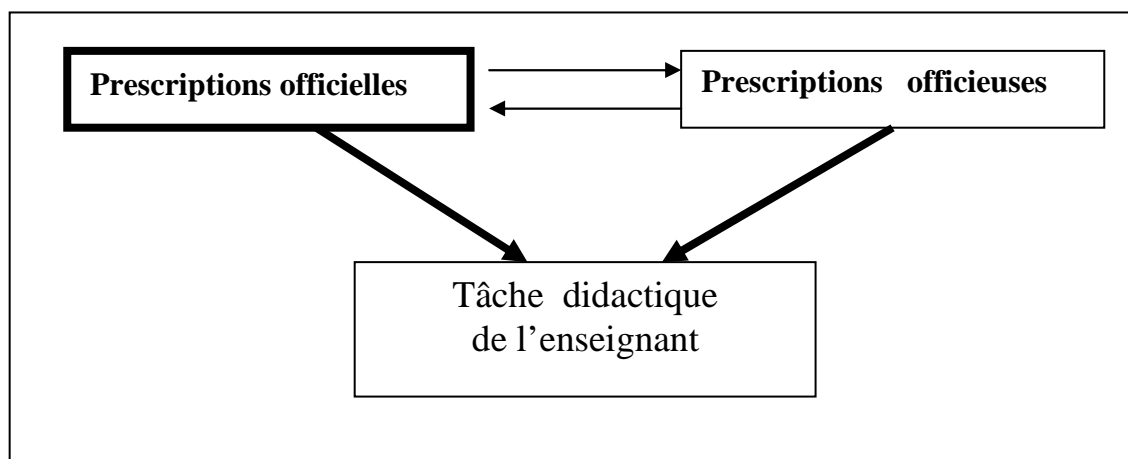 Prescriptions officielles
Prescriptions officieuses
Tâche didactique
de l’enseignant